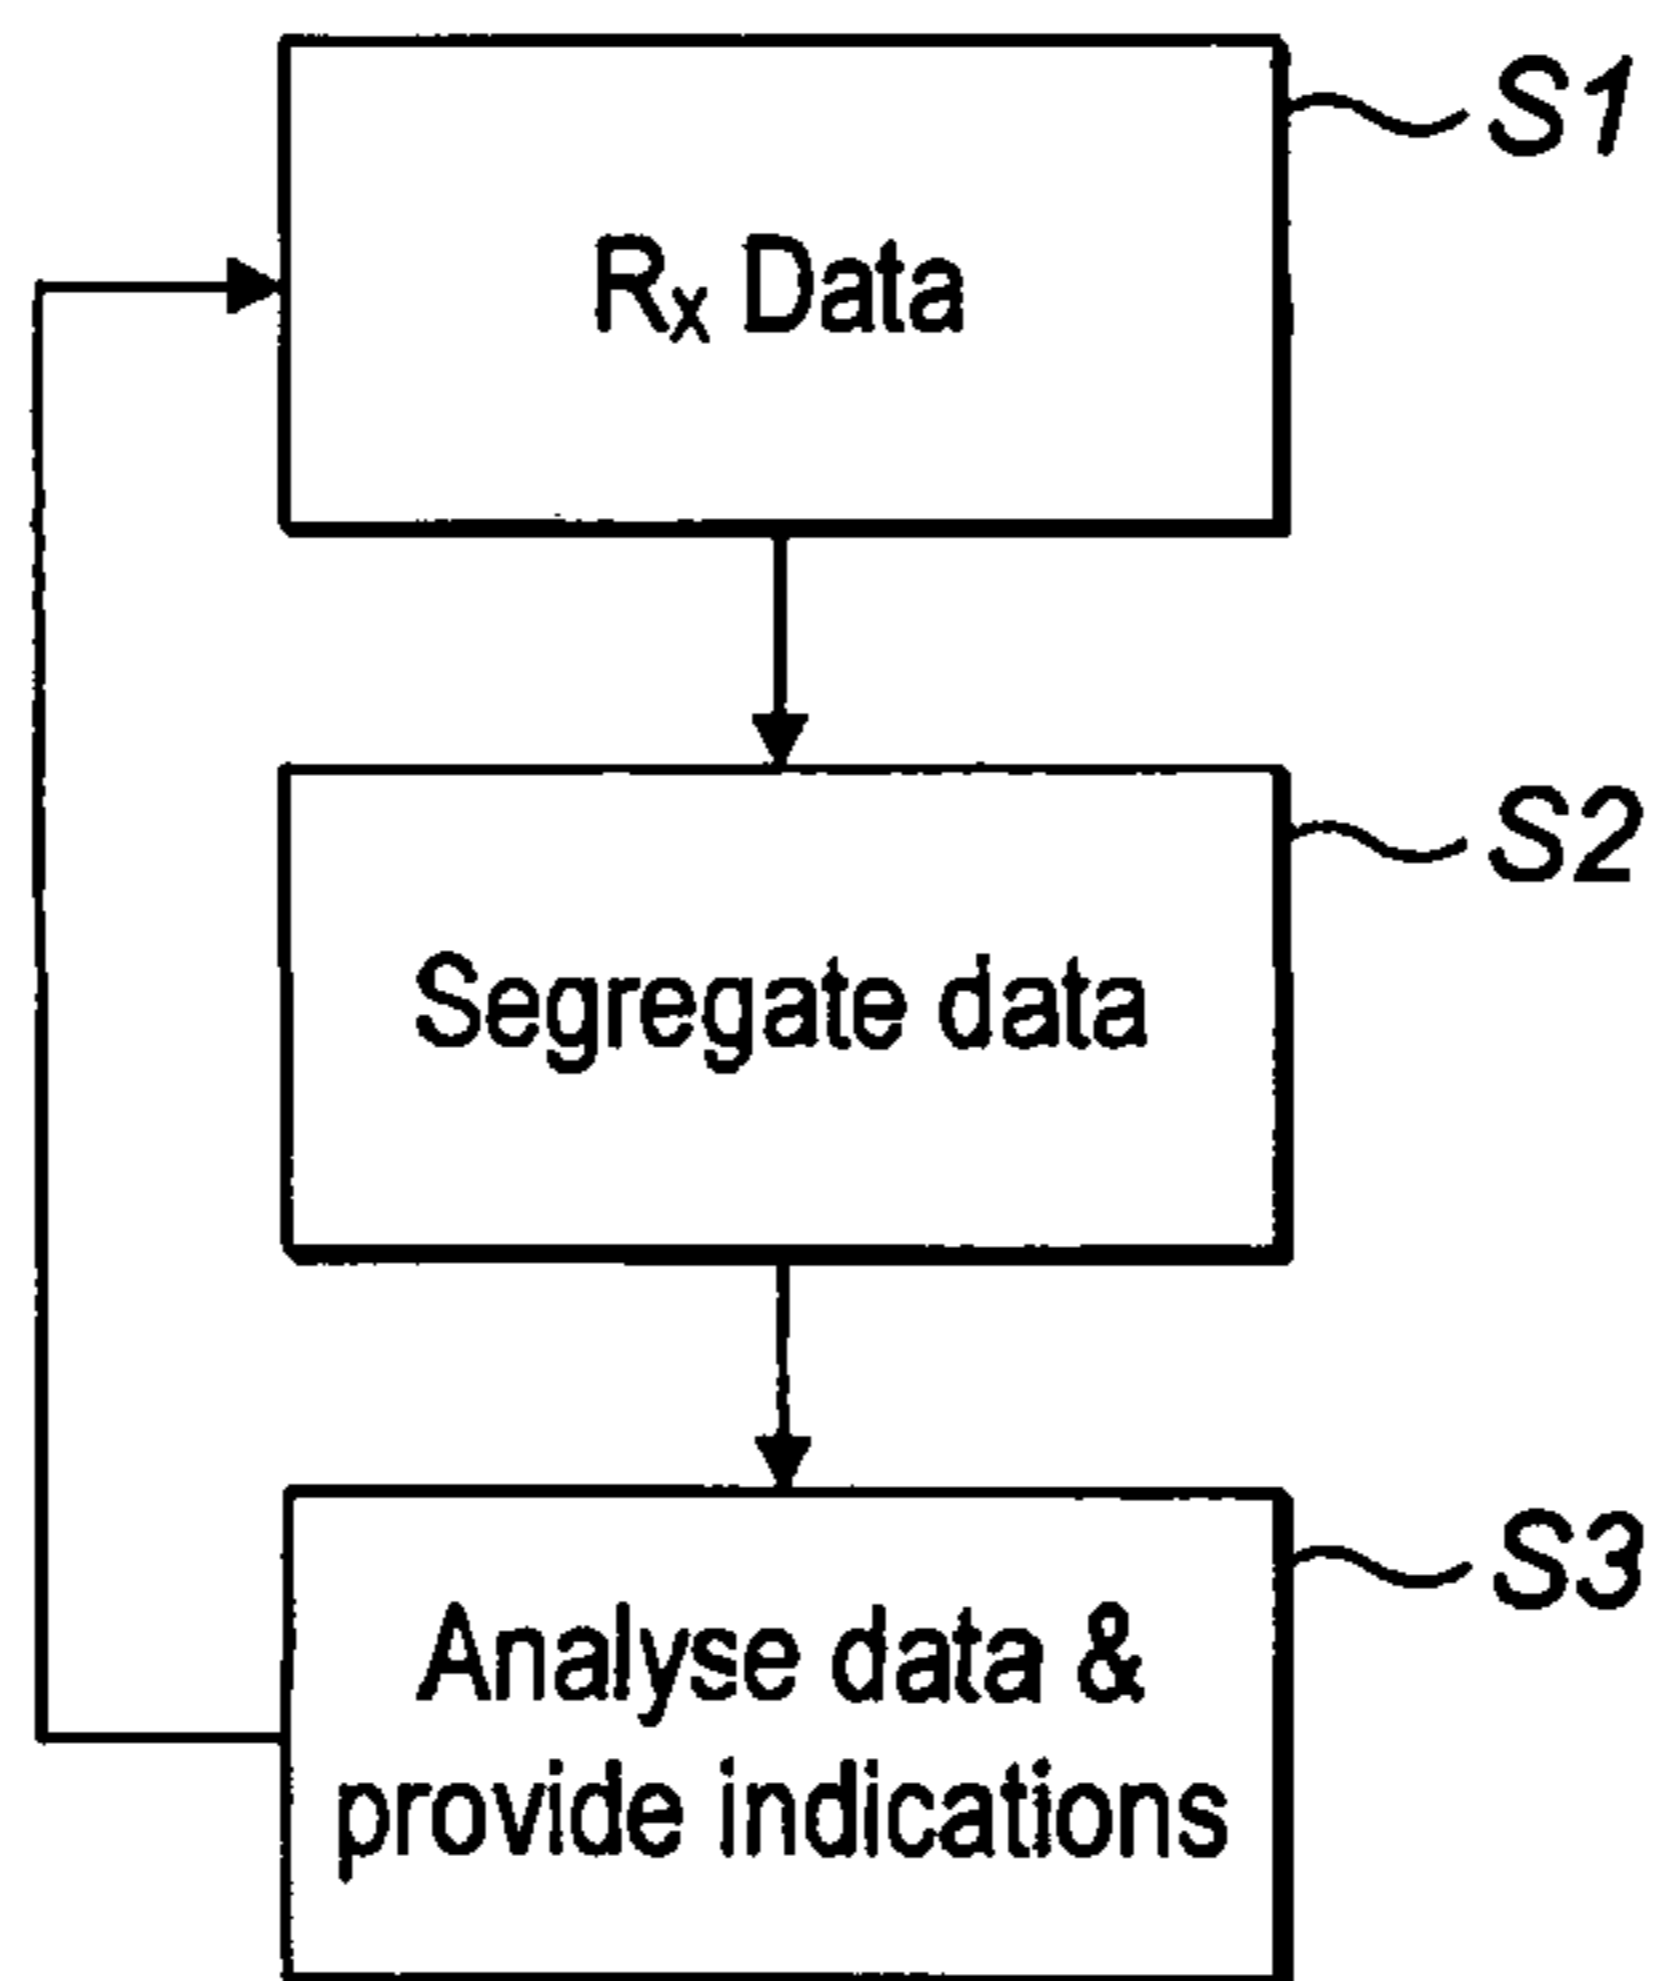 S1
Rx Data
S2
Segregate data
S3
Analyse data &
provide indications